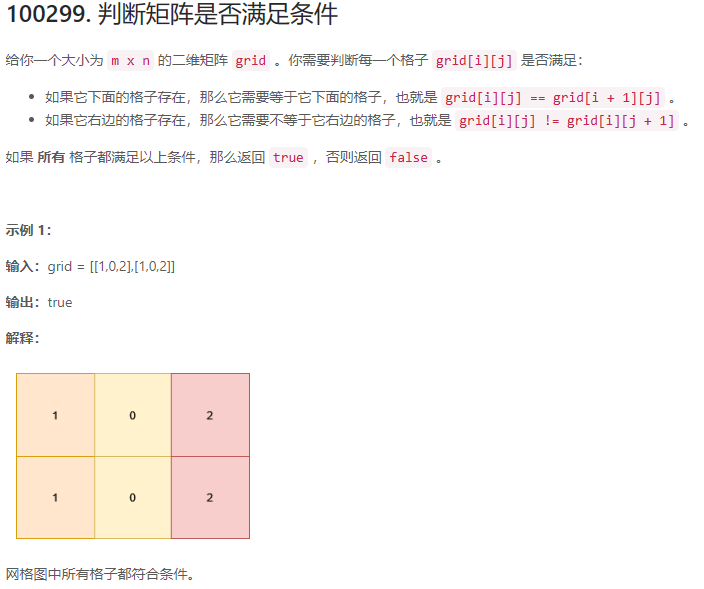 100299. 判断矩阵是否满足条件
给你一个大小为 m x n 的二维矩阵 grid 。你需要判断每一个格子 grid[i][j] 是否满足：
• 如果它下面的格子存在，那么它需要等于它下面的格子，也就是 grid[i][j] == grid[i + 1][j] 。
• 如果它右边的格子存在，那么它需要不等于它右边的格子，也就是 grid[i][j] != grid[i][j + 1] 。
如果 所有 格子都满足以上条件，那么返回 true ，否则返回 false 。
示例 1：
输入：grid = [[1,0,2],[1,0,2]]
输出：true
解释：
1 0 2
1 0 2
网格图中所有格子都符合条件。